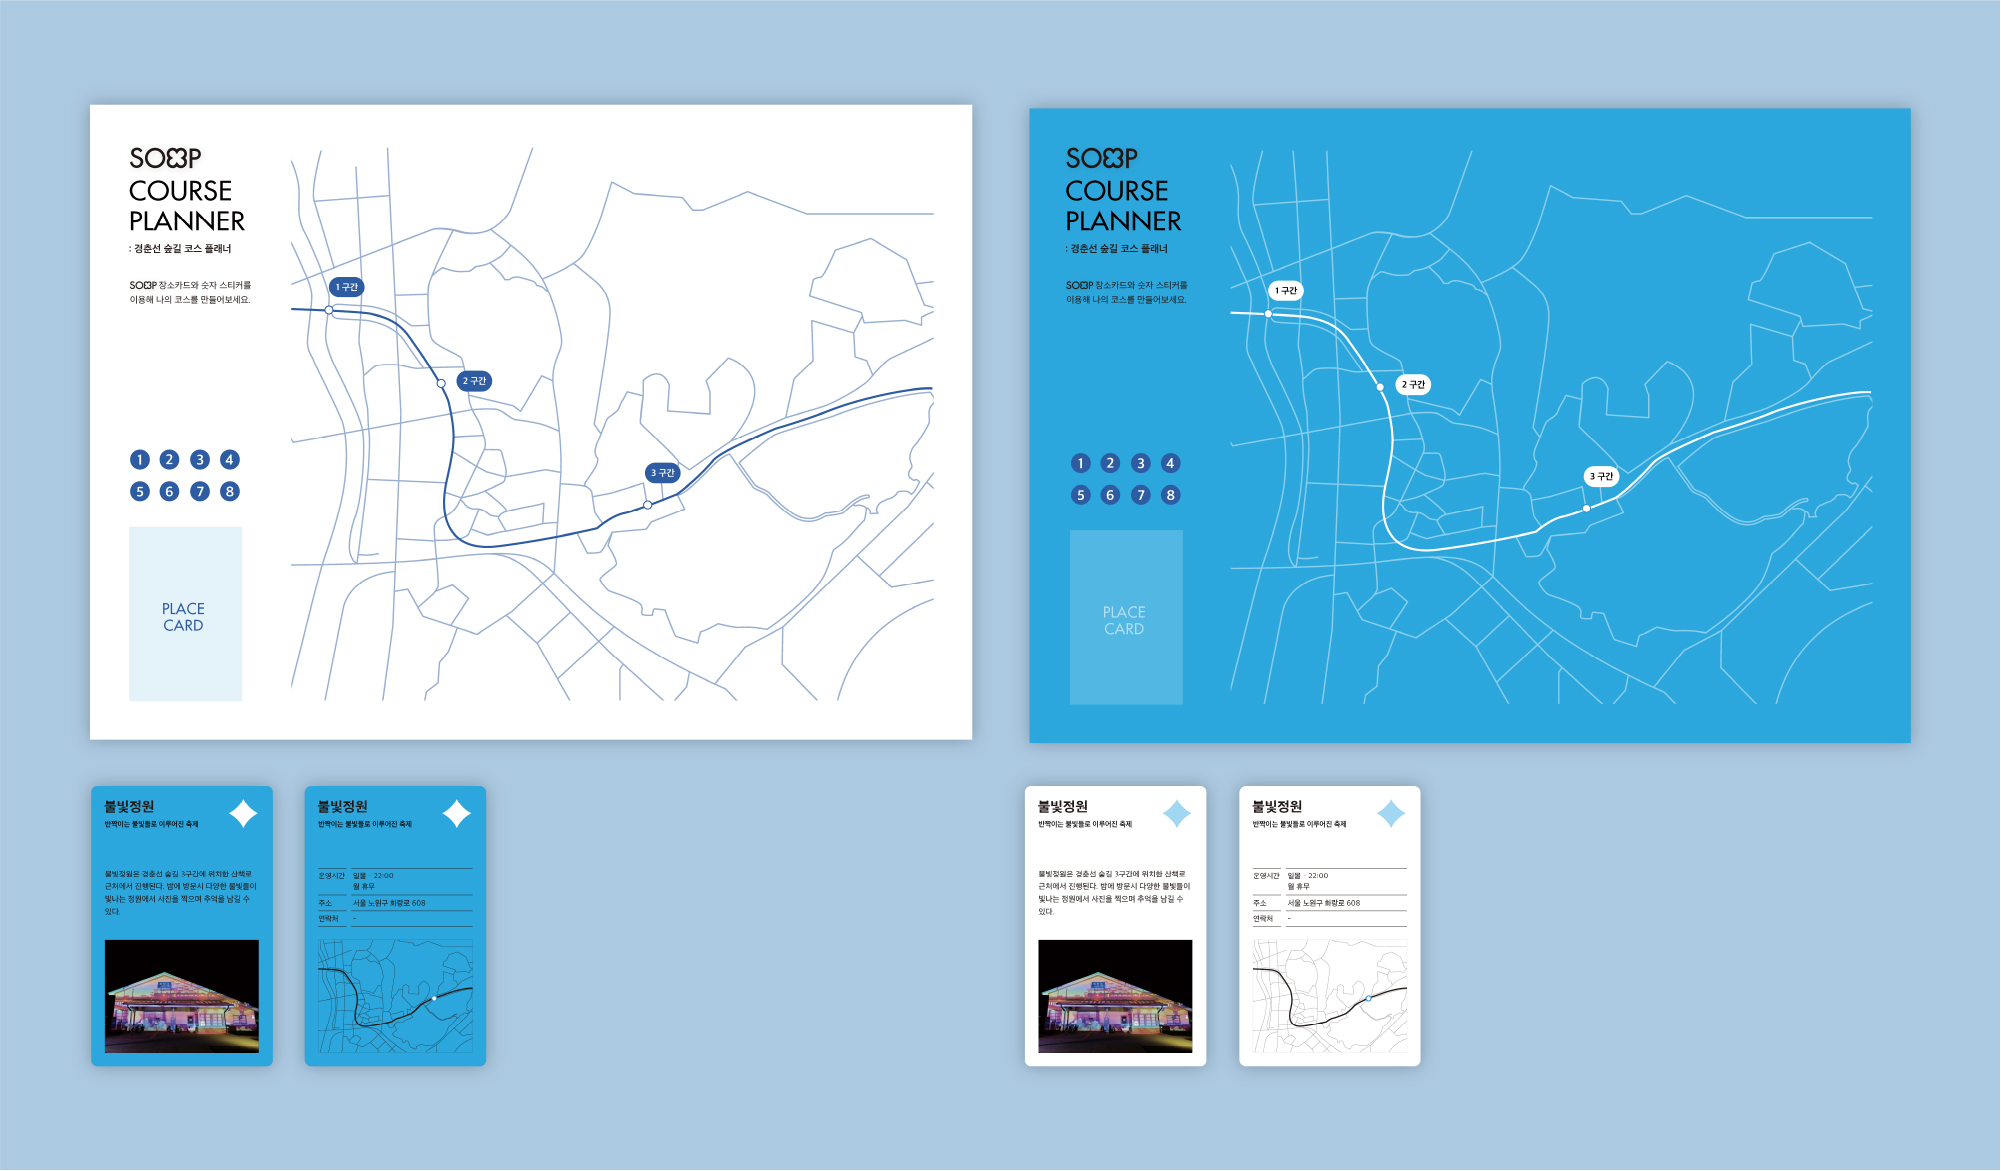 SOOP
COURSE
PLANNER
: 경춘선 숲길 코스 플래너
SOOP 장소카드와 숫자 스티커를
이용해 나의 코스를 만들어보세요.
1 구간
2 구간
3 구간
1 2 3 4
5 6 7 8
PLACE
CARD
SOOP
COURSE
PLANNER
: 경춘선 숲길 코스 플래너
SOOP 장소카드와 숫자 스티커를
이용해 나의 코스를 만들어보세요.
1 구간
2 구간
3 구간
1 2 3 4
5 6 7 8
PLACE
CARD
불빛정원
반짝이는 불빛들로 이루어진 축제
불빛정원은 경춘선 숲길 3구간에 위치한 산책로
근처에서 진행된다. 밤에 방문시 다양한 불빛들이
빛나는 정원에서 사진을 찍으며 추억을 남길 수
있다.
불빛정원
반짝이는 불빛들로 이루어진 축제
운영시간 일몰 - 22:00
월 휴무
주소 서울 노원구 화랑로 608
연락처 -
불빛정원
반짝이는 불빛들로 이루어진 축제
불빛정원은 경춘선 숲길 3구간에 위치한 산책로
근처에서 진행된다. 밤에 방문시 다양한 불빛들이
빛나는 정원에서 사진을 찍으며 추억을 남길 수
있다.
불빛정원
반짝이는 불빛들로 이루어진 축제
운영시간 일몰 - 22:00
월 휴무
주소 서울 노원구 화랑로 608
연락처 -